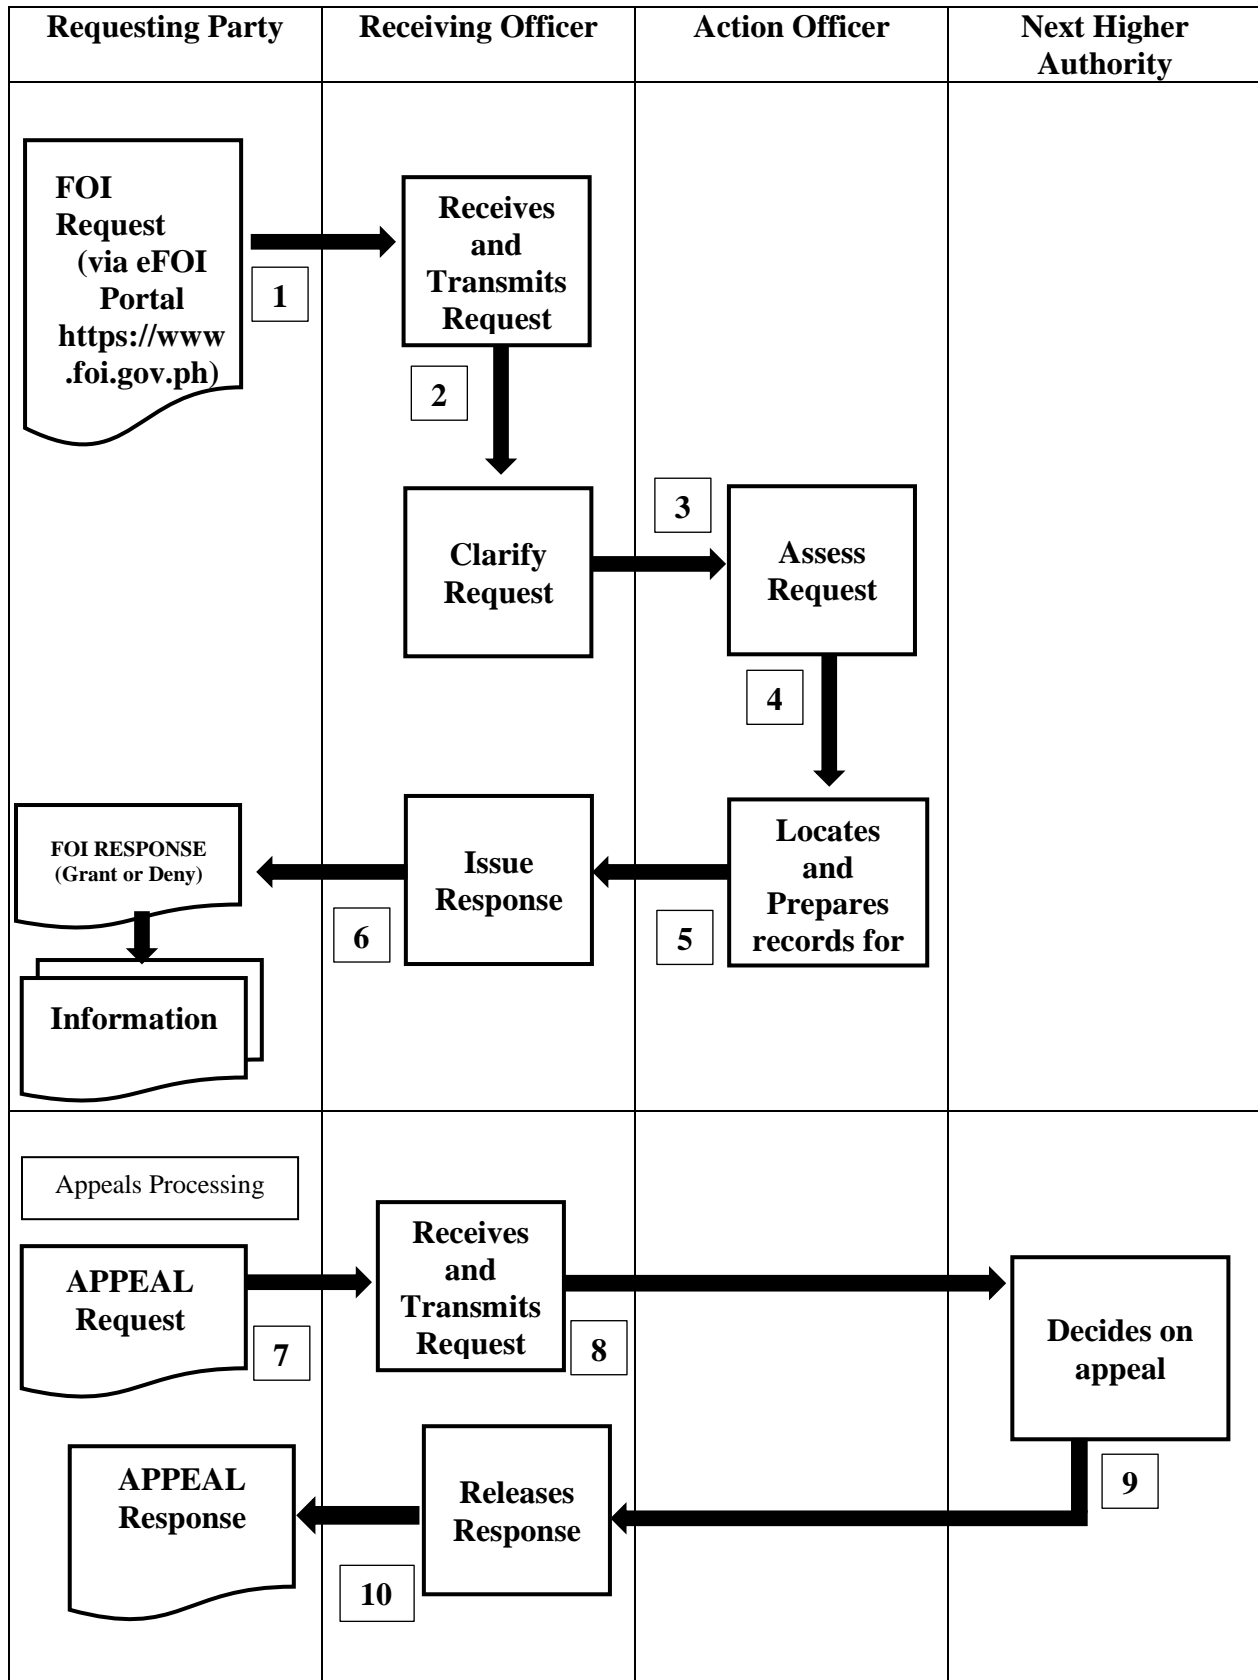 Requesting Party
Receiving Officer
Action Officer
Next Higher
Authority
FOI
Request
(via eFOI
Portal
https://www
.foi.gov.ph)
1
Receives
and
Transmits
Request
2
Clarify
Request
3
Assess
Request
4
Locates
and
Prepares
records for
5
Issue
Response
6
FOI RESPONSE
(Grant or Deny)
Information
Appeals Processing
APPEAL
Request
7
Receives
and
Transmits
Request
8
Decides on
appeal
9
Releases
Response
10
APPEAL
Response